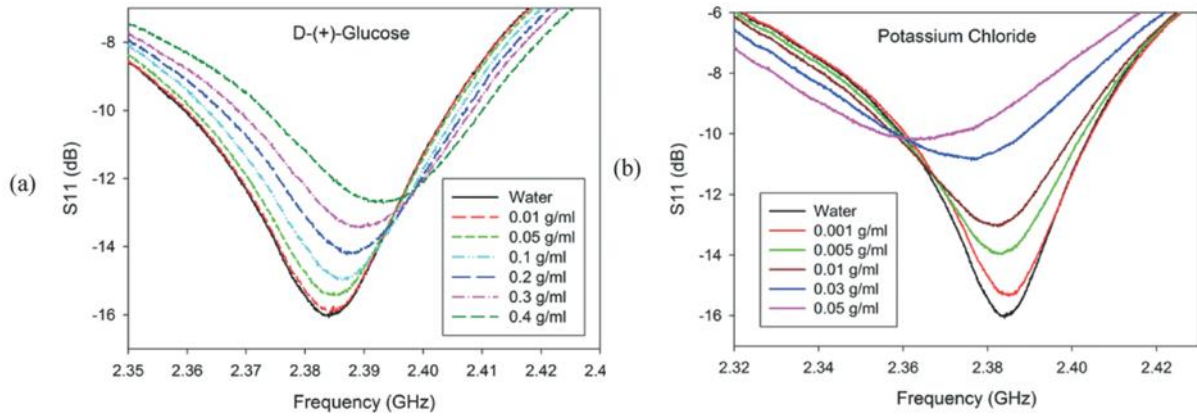 (a)
D-(+)-Glucose
S11 (dB)
-8
-10
-12
-14
-16
Water
0.01 g/ml
0.05 g/ml
0.1 g/ml
0.2 g/ml
0.3 g/ml
0.4 g/ml
2.35 2.36 2.37 2.38 2.39 2.40 2.41 2.42 2.4
Frequency (GHz)
(b)
Potassium Chloride
S11 (dB)
-6
-8
-10
-12
-14
-16
Water
0.001 g/ml
0.005 g/ml
0.01 g/ml
0.03 g/ml
0.05 g/ml
2.32 2.34 2.36 2.38 2.40 2.42
Frequency (GHz)